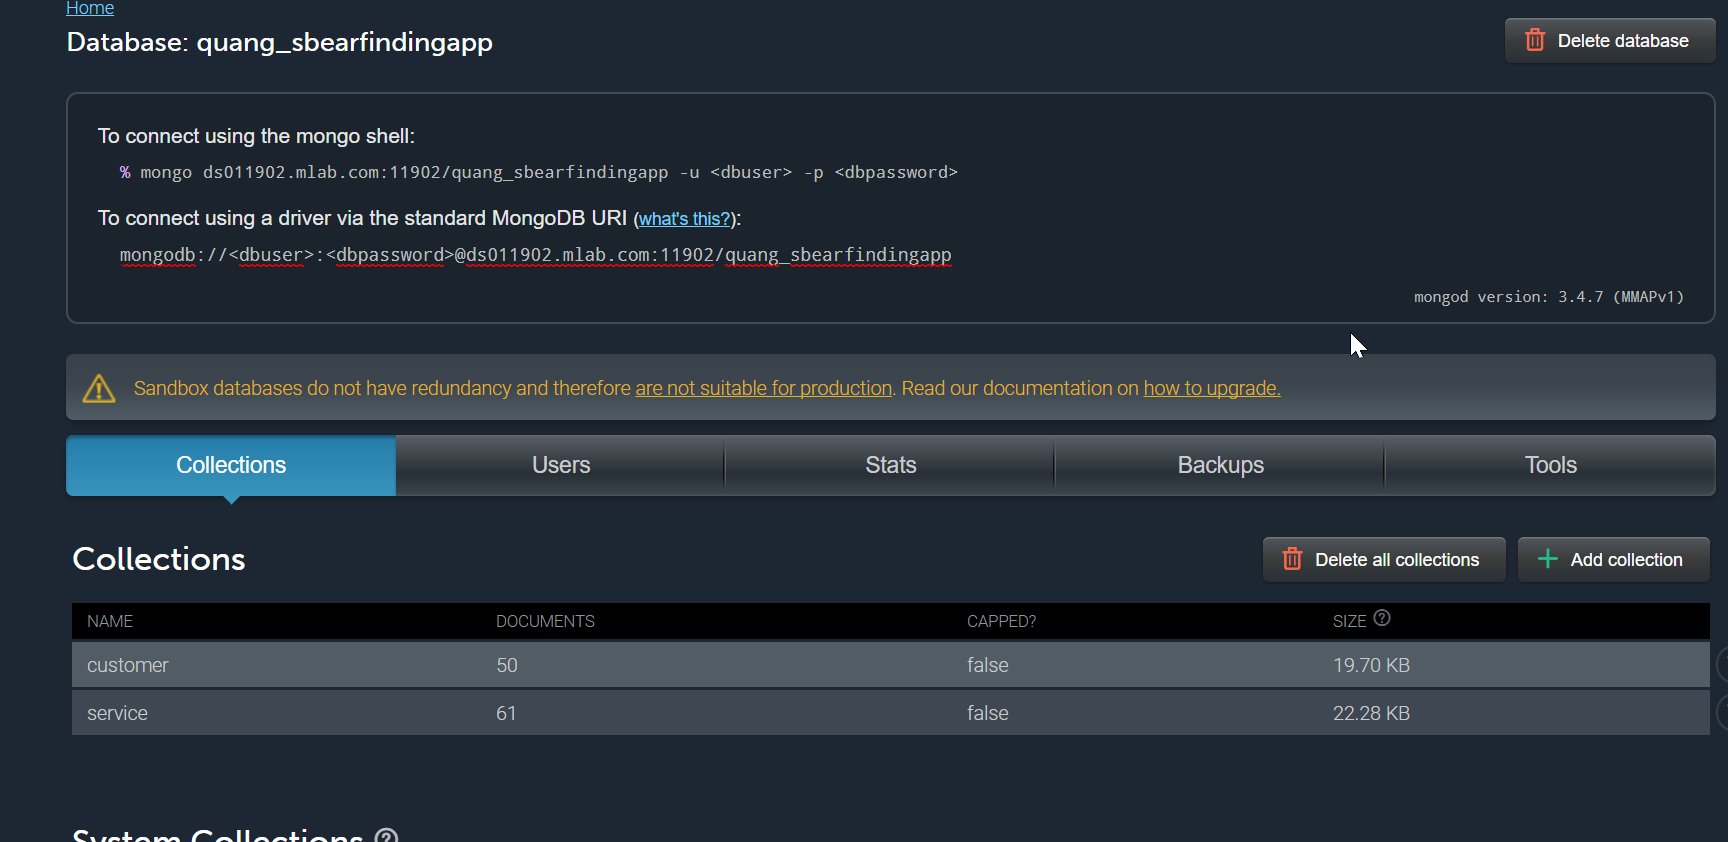 Home
Database: quang_sbearfindingapp
Delete database
To connect using the mongo shell:
% mongo ds011902.mlab.com:11902/quang_sbearfindingapp -u <dbuser> -p <dbpassword>
To connect using a driver via the standard MongoDB URI (what's this?):
mongodb://<dbuser>:<dbpassword>@ds011902.mlab.com:11902/quang_sbearfindingapp
mongod version: 3.4.7 (MMAPv1)
Sandbox databases do not have redundancy and therefore are not suitable for production. Read our documentation on how to upgrade.
Collections Users Stats Backups Tools
Collections
Delete all collections
Add collection
NAME DOCUMENTS CAPPED? SIZE ?
customer 50 false 19.70 KB
service 61 false 22.28 KB
System Collections ?